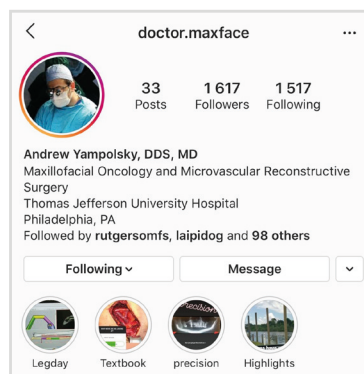 doctor.maxface
33 1 617 1 517
Posts Followers Following
Andrew Yampolsky, DDS, MD
Maxillofacial Oncology and Microvascular Reconstructive
Surgery
Thomas Jefferson University Hospital
Philadelphia, PA
Followed by rutgersomfs, laipidog and 98 others
Following Message
precision
Legday Textbook precision Highlights